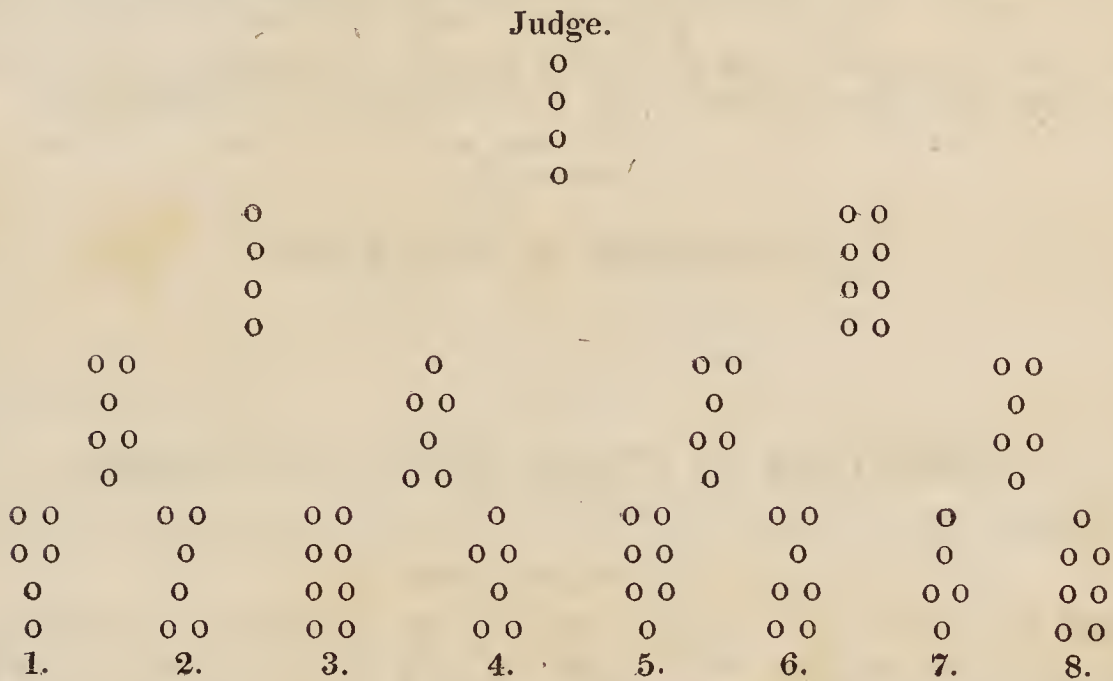 Judge.
o
o
o
o
o o o
o o o
o o o
o o o
o o o o o o o
o o o o o
o o o o o o o
o o o o o
o o o o o o o o o o o o o
o o o o o o o o o o o o o
o o o o o o o o o o o o
o o o o o o o o o o o o o
1. 2. 3. 4. 5. 6. 7. 8.